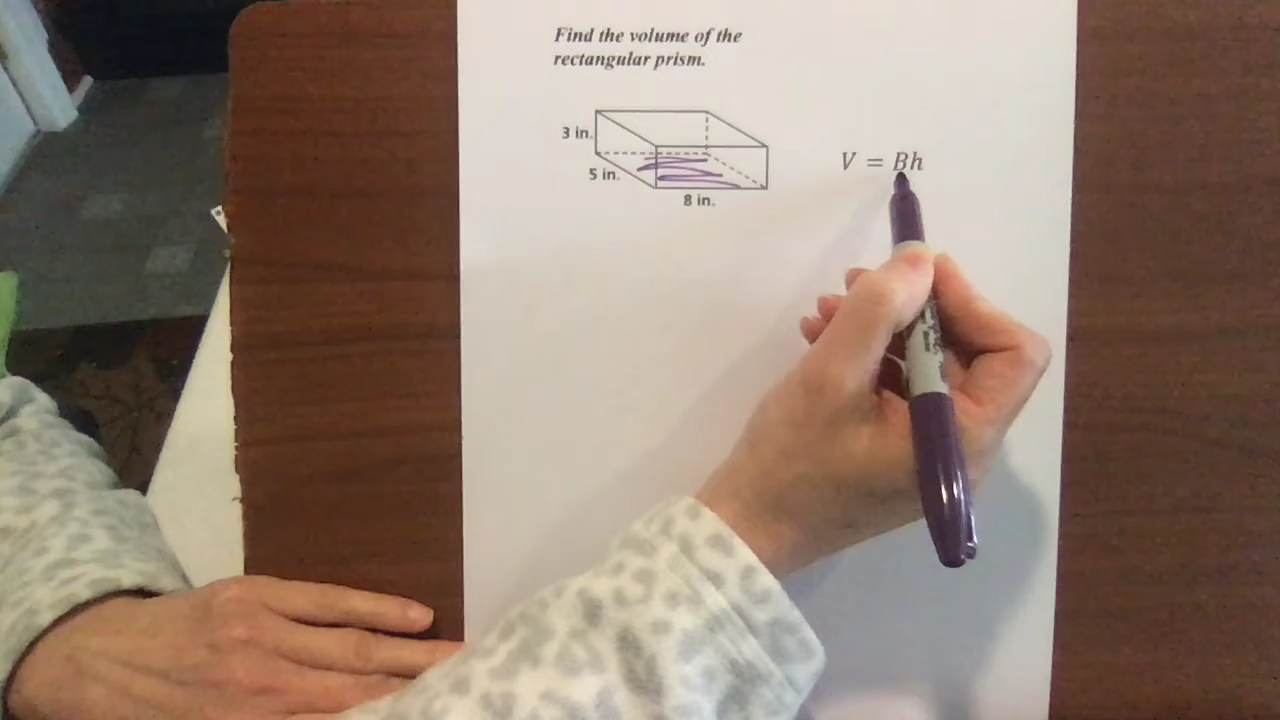 Find the volume of the
rectangular prism.
3 in.
5 in.
8 in.
V = Bh